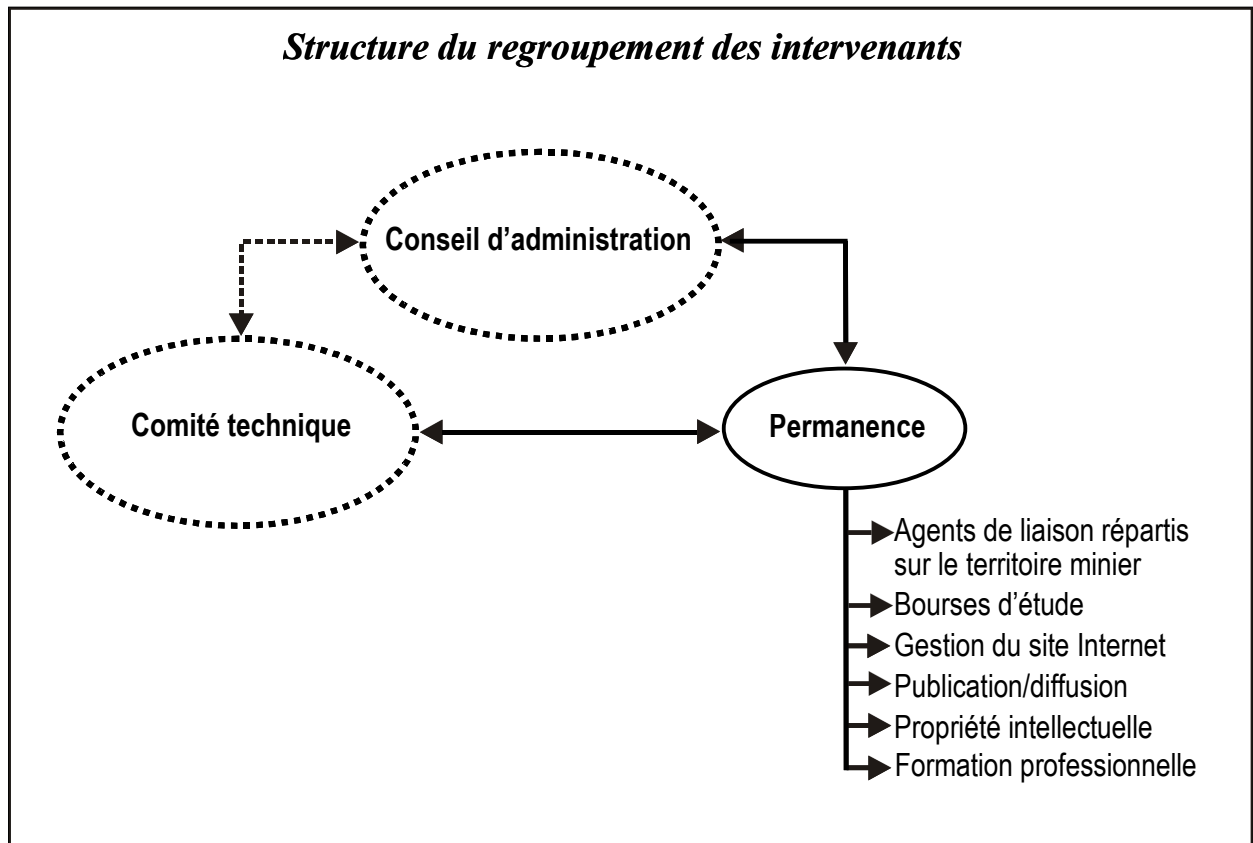 Structure du regroupement des intervenants
Conseil d’administration
Comité technique
Permanence
Agents de liaison répartis
sur le territoire minier
Bourses d’étude
Gestion du site Internet
Publication/diffusion
Propriété intellectuelle
Formation professionnelle